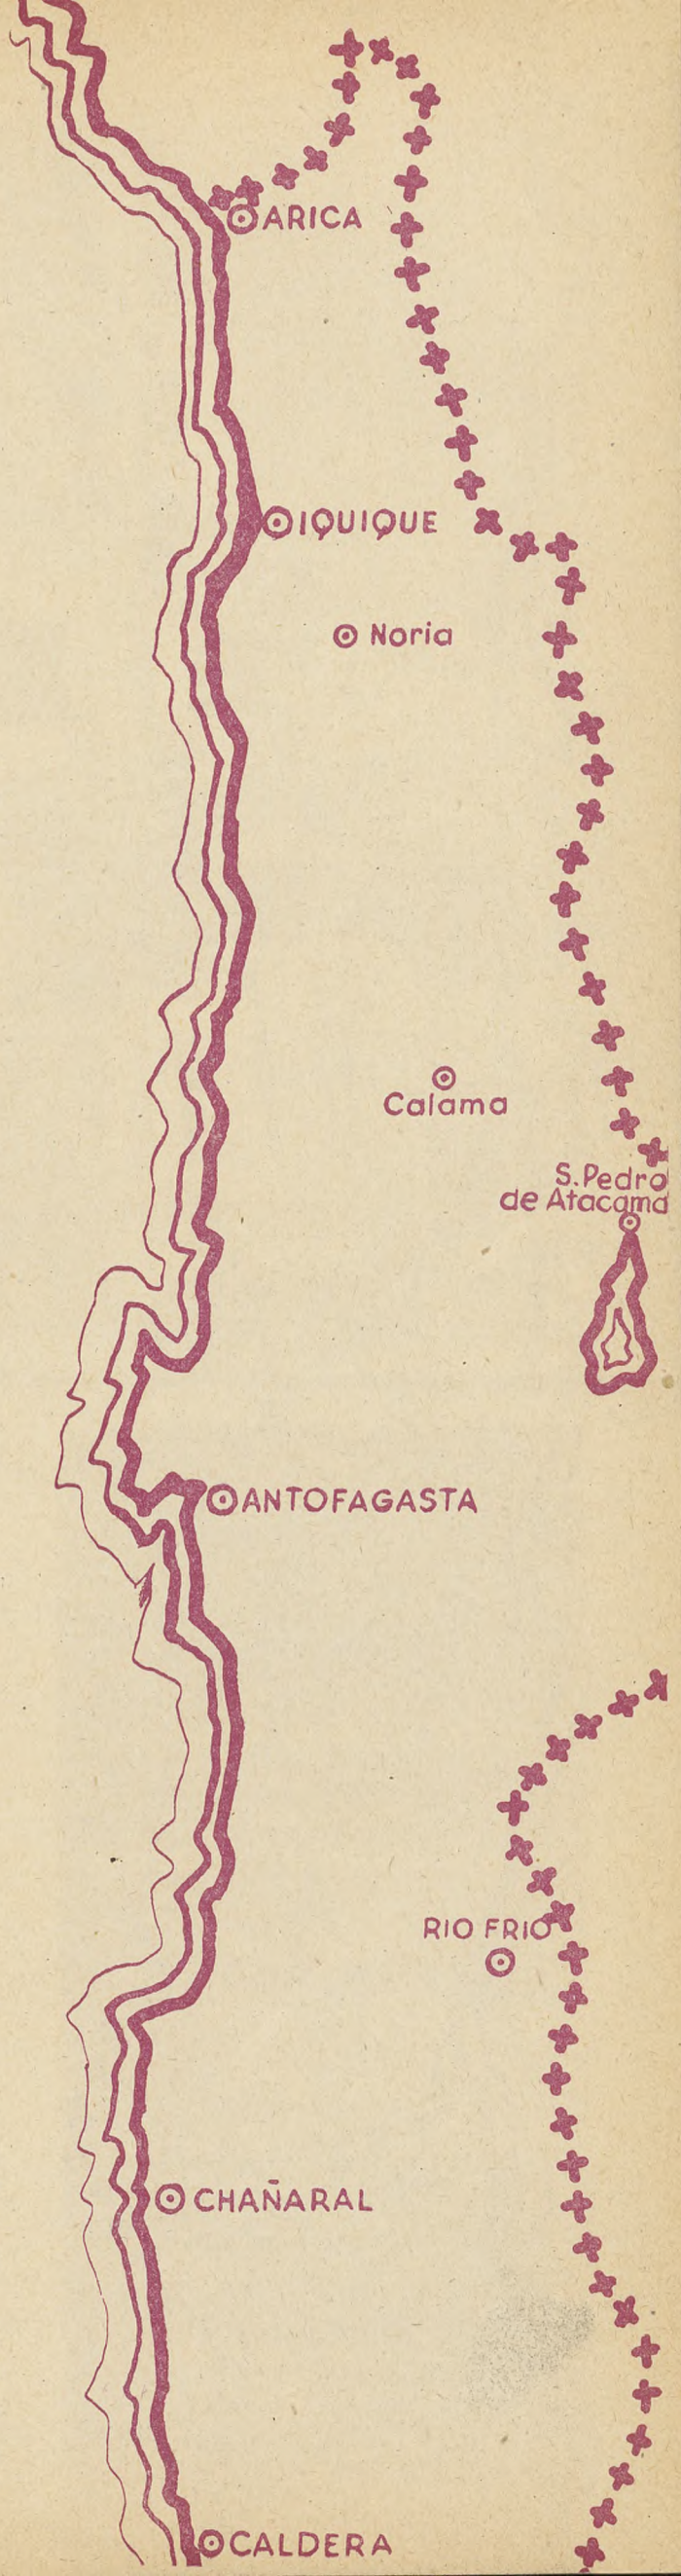 ARICA
IQUIQUE
Noria
Calama
S. Pedro
de Atacama
ANTOFAGASTA
RIO FRIO
CHAÑARAL
CALDERA